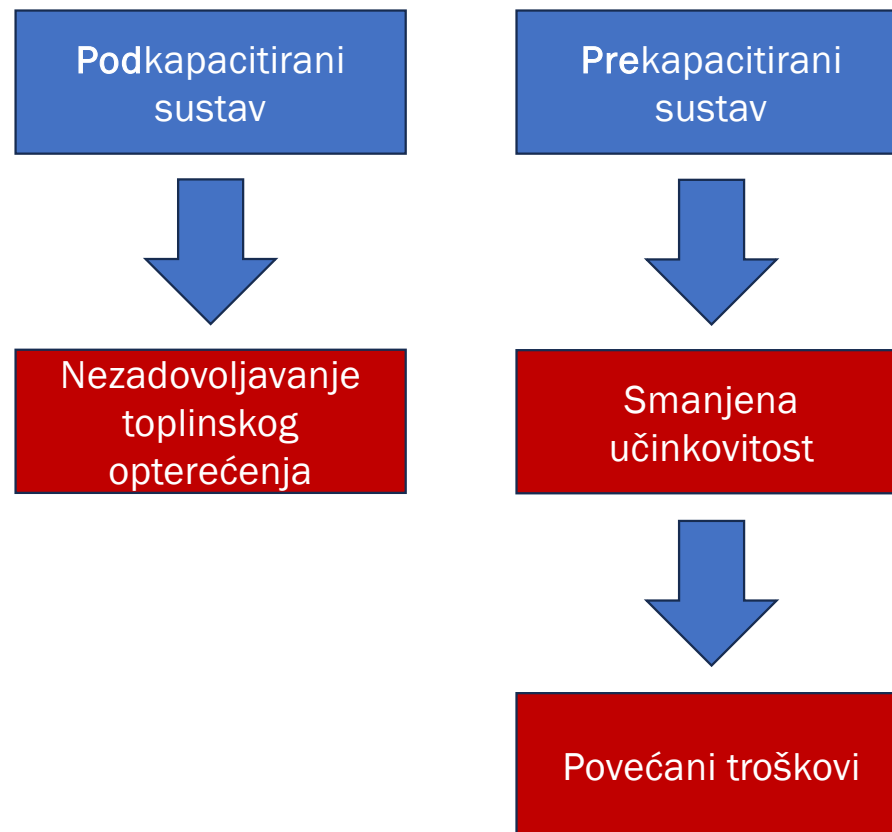 Podkapacitirani
sustav
Prekapacitirani
sustav
Nezadovoljavanje
toplinskog
opterećenja
Smanjena
učinkovitost
Povećani troškovi